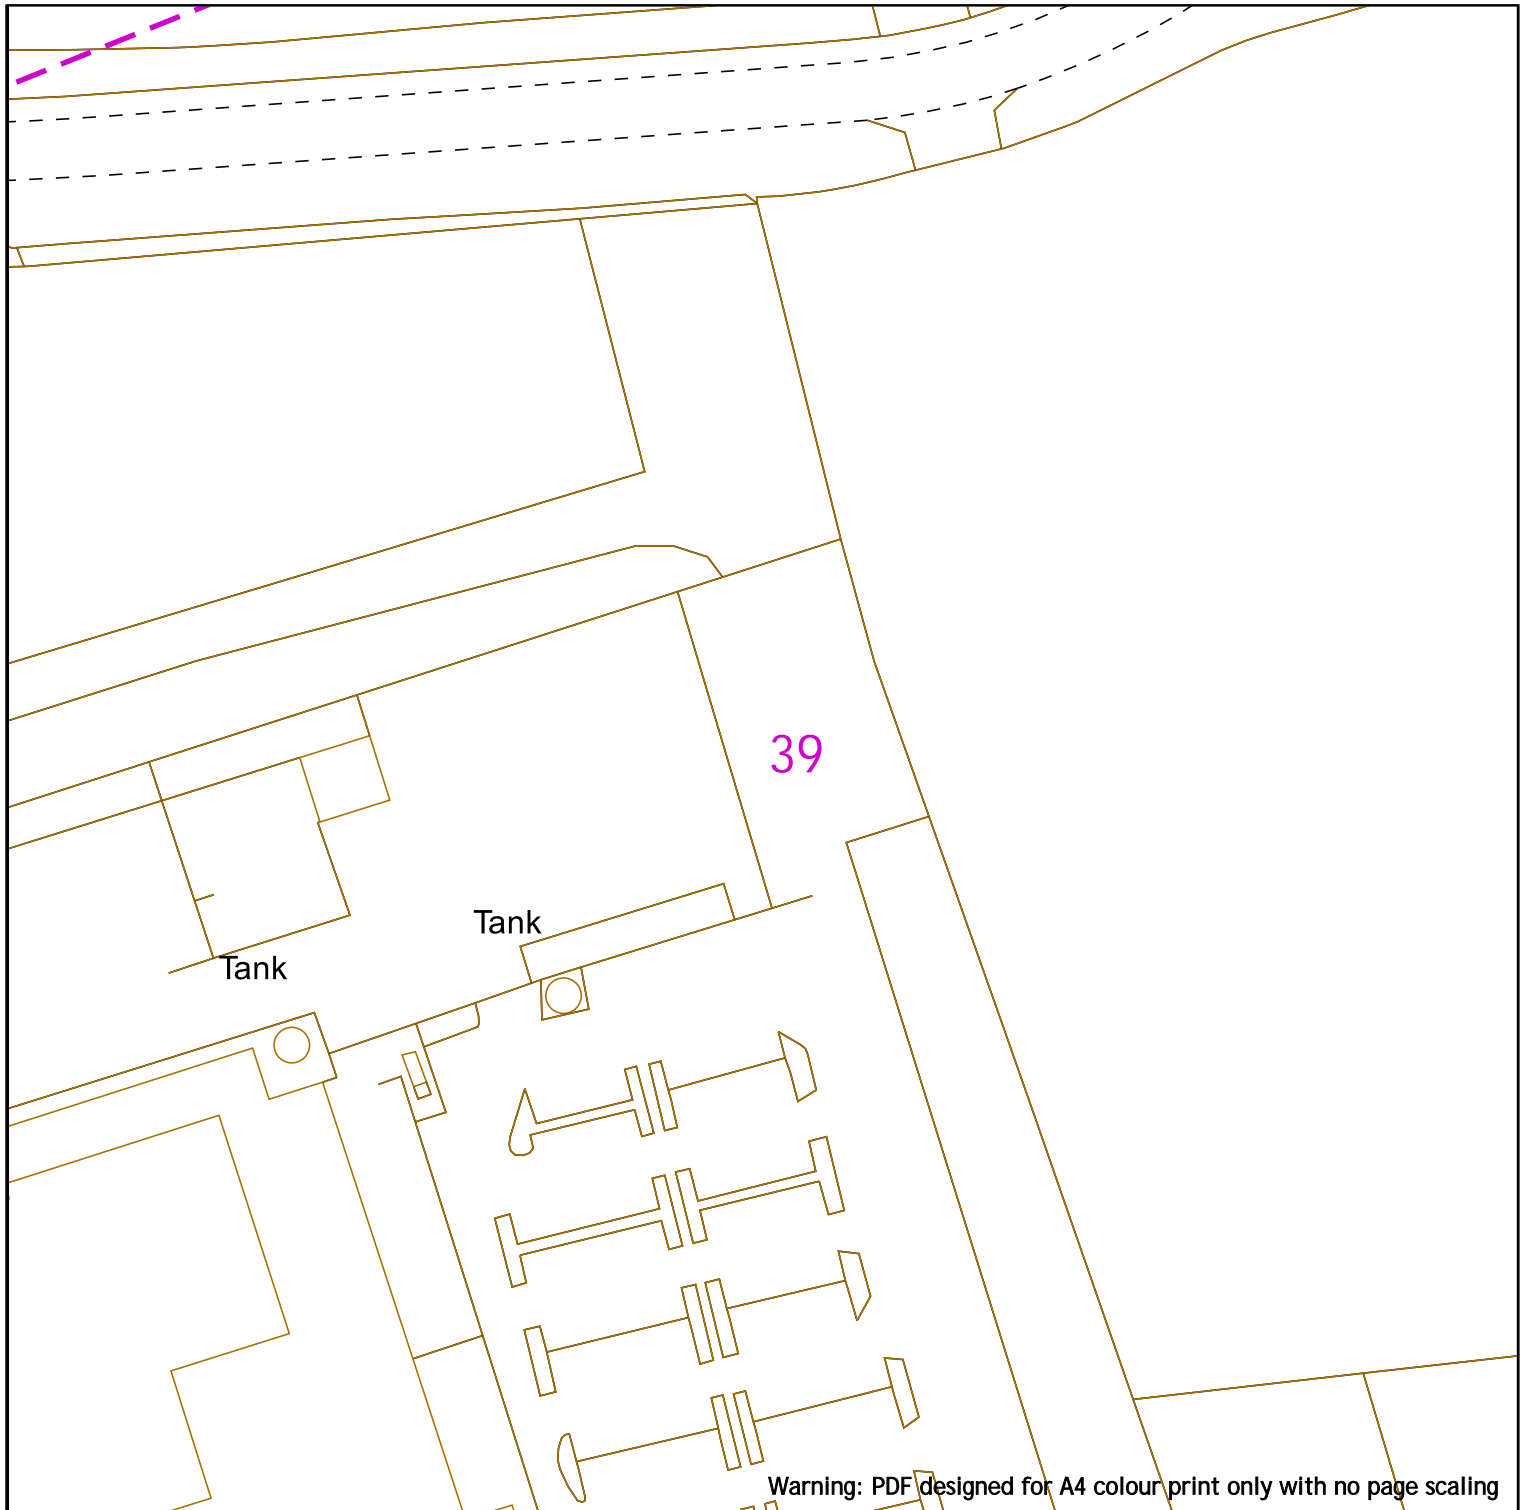 39
Tank
Tank
Warning: PDF designed for A4 colour print only with no page scaling